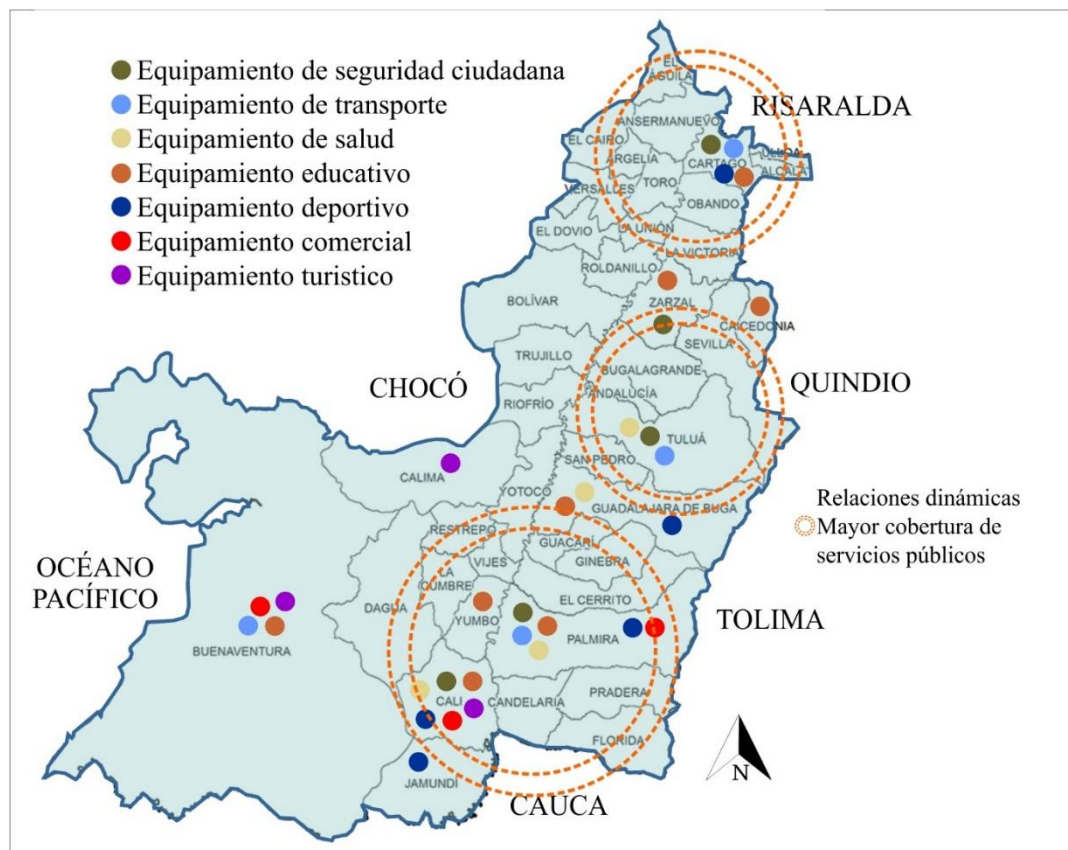 Equipamiento de seguridad ciudadana
Equipamiento de transporte
Equipamiento de salud
Equipamiento educativo
Equipamiento deportivo
Equipamiento comercial
Equipamiento turistico
EL
ÁGUILA
RISARALDA
ANSERMANUEVO
EL CAIRO
ARGELIA
CARTAGO
ULLOA
ALCALÁ
VERSALLES
TORO
OBANDO
LA UNIÓN
EL DOVIO
LA VICTORIA
ROLDANILLO
BOLÍVAR
ZARZAL
CAICEDONIA
SEVILLA
TRUJILLO
BUGALAGRANDE
CHOCÓ
QUINDIO
ANDALUCÍA
RIOFRÍO
TULUÁ
SAN PEDRO
CALIMA
YOTOCO
GUADALAJARA DE BUGA
Relaciones dinámicas
Mayor cobertura de
servicios públicos
RESTREPO
GUACARÍ
VIJES
GINEBRA
OCÉANO
PACÍFICO
LA
CUMBRE
EL CERRITO
DAGUA
YUMBO
PALMIRA
TOLIMA
BUENAVENTURA
CALI
CANDELARIA
PRADERA
FLORIDA
JAMUNDÍ
CAUCA
N